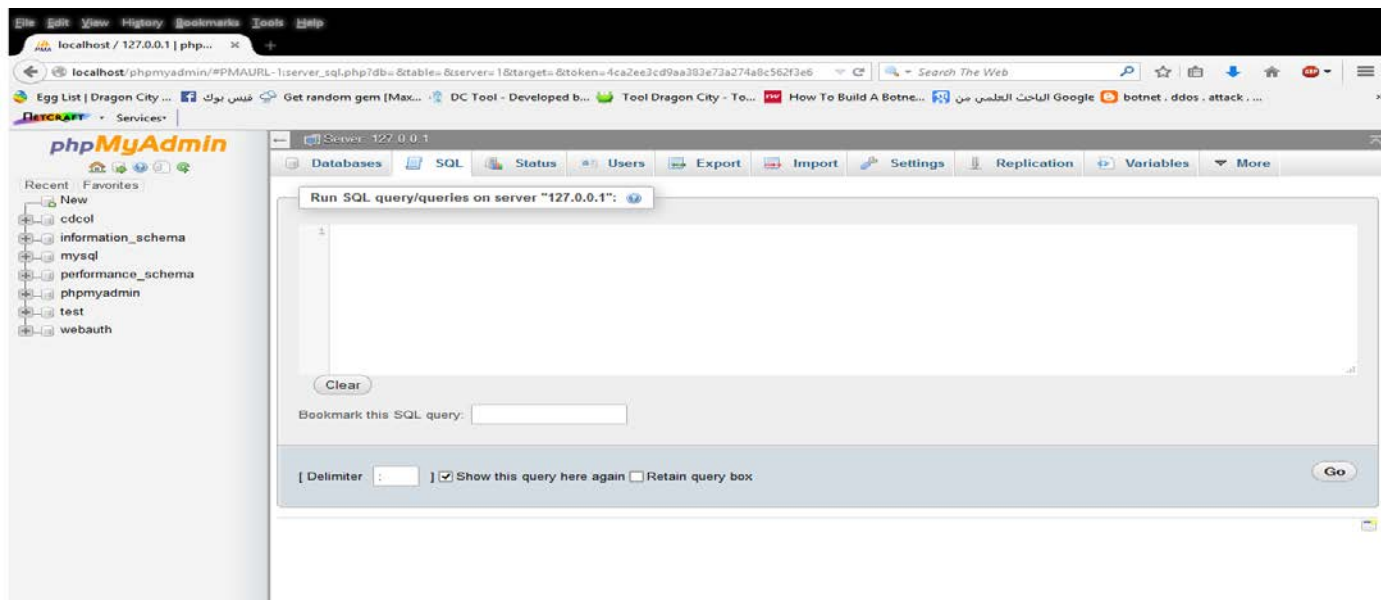 File Edit View History Bookmarks Tools Help
localhost / 127.0.0.1 | php... × +
localhost/phpmyadmin/#PMAURL-1:server_sql.php?db=&table=&server=1&target=&token=4ca2ee3cd9aa383e73a274a8c562f3e6 Search The Web
Egg List | Dragon City ... فيس بوك Get random gem [Max... DC Tool - Developed b... Tool Dragon City - To... How To Build A Botne... الباحث العلمي من Google botnet . ddos . attack . ...
NETCRAFT Services
phpMyAdmin
Recent Favorites
New
cdcol
information_schema
mysql
performance_schema
phpmyadmin
test
webauth
Server: 127.0.0.1
Databases SQL Status Users Export Import Settings Replication Variables More
Run SQL query/queries on server "127.0.0.1":
1
Clear
Bookmark this SQL query:
[ Delimiter ; ] Show this query here again Retain query box
Go